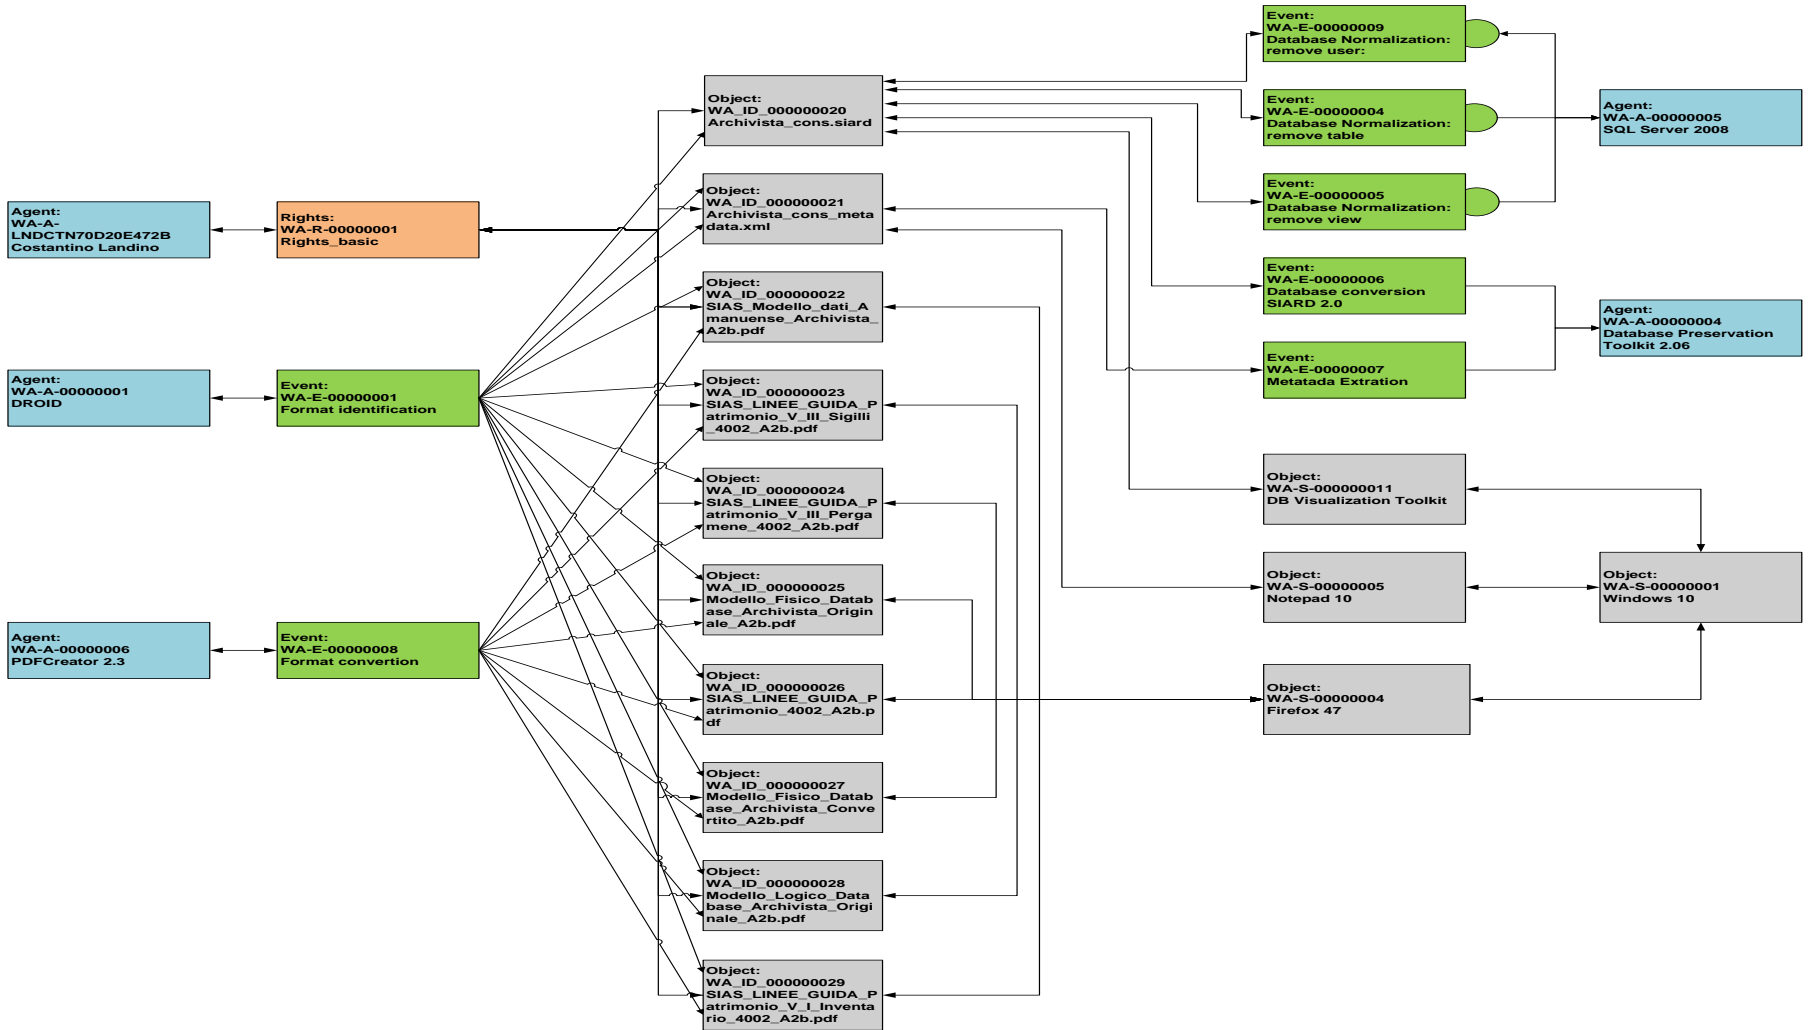 Agent:
WA-A-
LNDCTN70D20E472B
Costantino Landino
Rights:
WA-R-00000001
Rights_basic
Agent:
WA-A-00000001
DROID
Event:
WA-E-00000001
Format identification
Agent:
WA-A-00000006
PDFCreator 2.3
Event:
WA-E-00000008
Format convertion
Object:
WA_ID_000000020
Archivista_cons.siard
Object:
WA_ID_000000021
Archivista_cons_meta
data.xml
Object:
WA_ID_000000022
SIAS_Modello_dati_A
manuense_Archivista_
A2b.pdf
Object:
WA_ID_000000023
SIAS_LINEE_GUIDA_P
atrimonio_V_III_Sigilli
_4002_A2b.pdf
Object:
WA_ID_000000024
SIAS_LINEE_GUIDA_P
atrimonio_V_III_Perga
mene_4002_A2b.pdf
Object:
WA_ID_000000025
Modello_Fisico_Datab
ase_Archivista_Origin
ale_A2b.pdf
Object:
WA_ID_000000026
SIAS_LINEE_GUIDA_P
atrimonio_4002_A2b.p
df
Object:
WA_ID_000000027
Modello_Fisico_Datab
ase_Archivista_Conve
rtito_A2b.pdf
Object:
WA_ID_000000028
Modello_Logico_Data
base_Archivista_Origi
nale_A2b.pdf
Object:
WA_ID_000000029
SIAS_LINEE_GUIDA_P
atrimonio_V_I_Inventa
rio_4002_A2b.pdf
Event:
WA-E-00000009
Database Normalization:
remove user:
Event:
WA-E-00000004
Database Normalization:
remove table
Event:
WA-E-00000005
Database Normalization:
remove view
Event:
WA-E-00000006
Database conversion
SIARD 2.0
Event:
WA-E-00000007
Metatada Extration
Object:
WA-S-000000011
DB Visualization Toolkit
Object:
WA-S-00000005
Notepad 10
Object:
WA-S-00000004
Firefox 47
Agent:
WA-A-00000005
SQL Server 2008
Agent:
WA-A-00000004
Database Preservation
Toolkit 2.06
Object:
WA-S-00000001
Windows 10